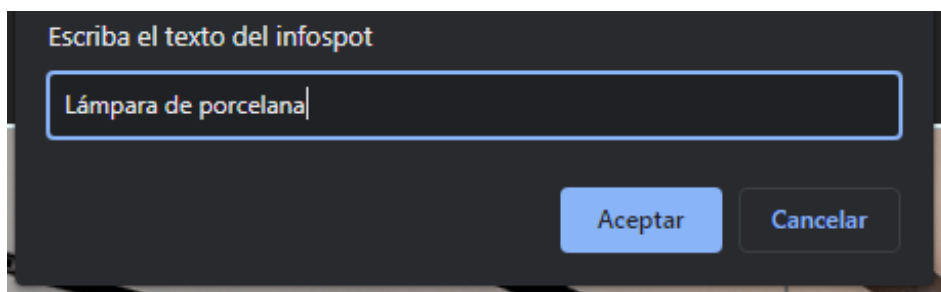 Escriba el texto del infospot
Lámpara de porcelana
Aceptar Cancelar